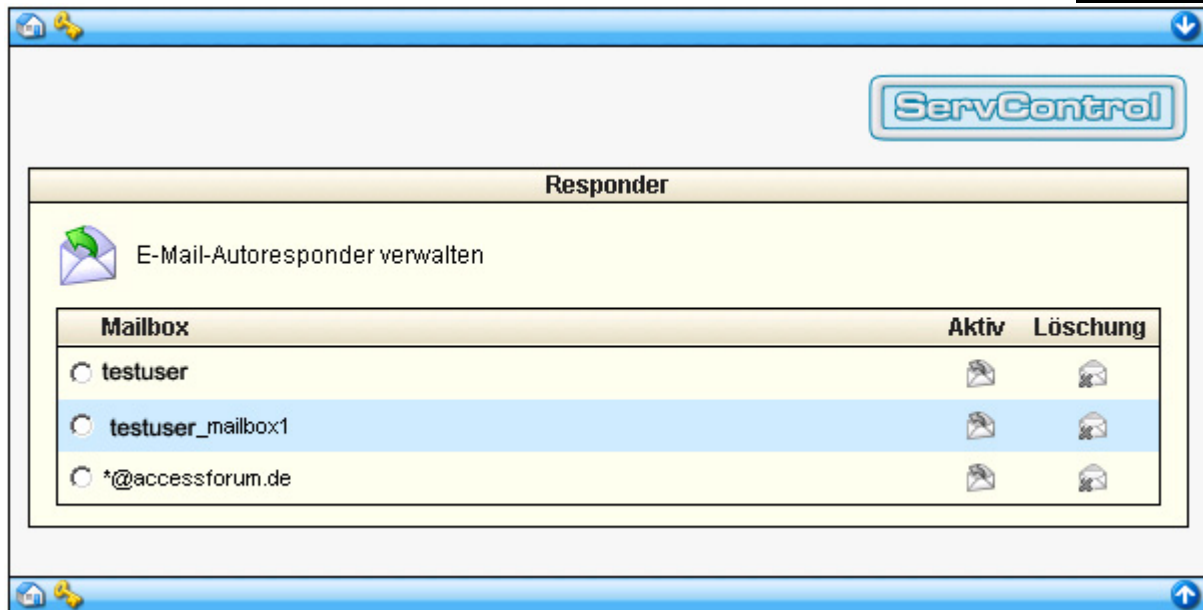 ServControl
Responder
E-Mail-Autoresponder verwalten
Mailbox Aktiv Löschung
testuser
testuser_mailbox1
*@accessforum.de